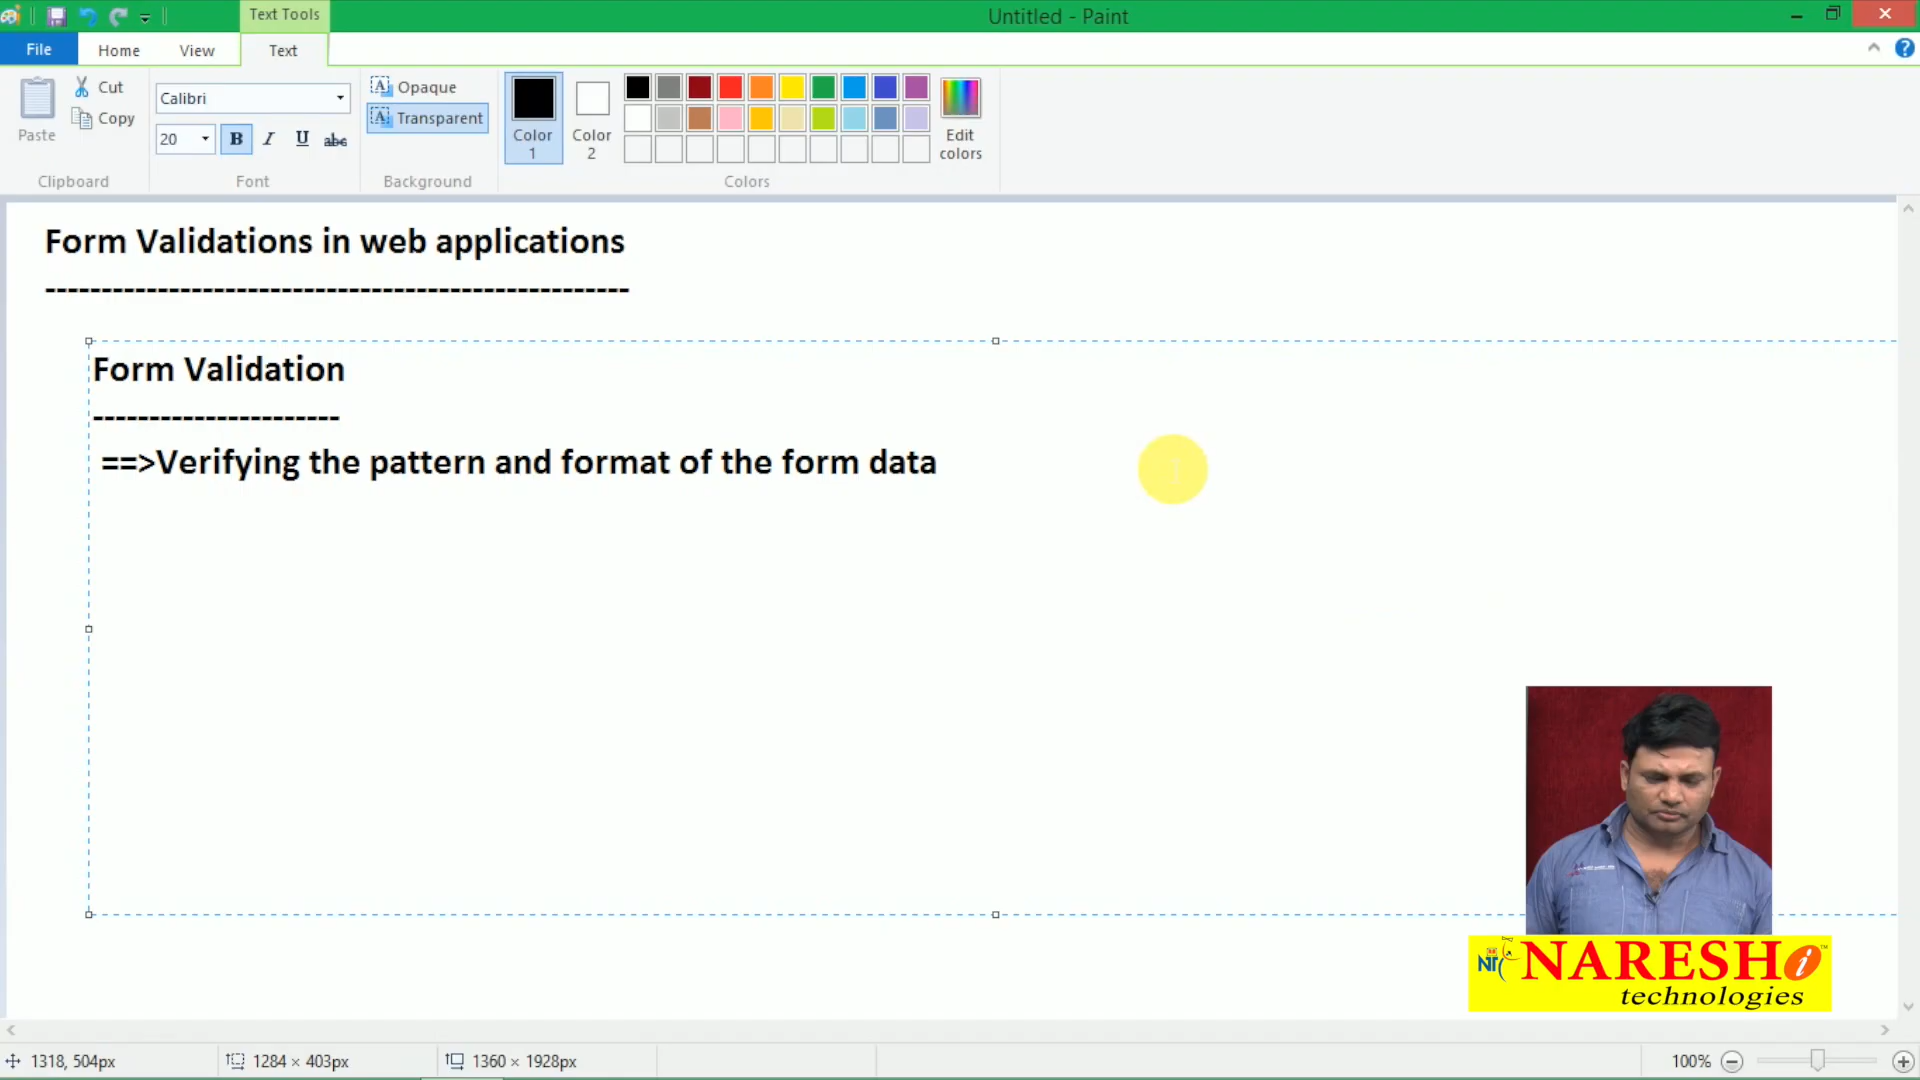 Text Tools
Untitled - Paint
File
Home
View
Text
Paste
Cut
Copy
Clipboard
Calibri
20
B
I
U
abc
Font
Opaque
Transparent
Background
Color
1
Color
2
Edit
colors
Colors
Form Validations in web applications
----------------------------------------------------
Form Validation
----------------------
==>Verifying the pattern and format of the form data
NARESH i
technologies
1318, 504px
1284 × 403px
1360 × 1928px
100%